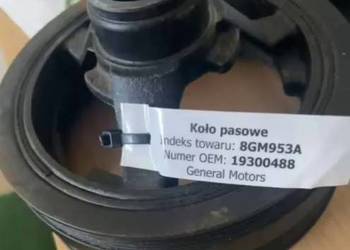 Koło pasowe
Indeks towaru: 8GM953A
Numer OEM: 19300488
General Motors